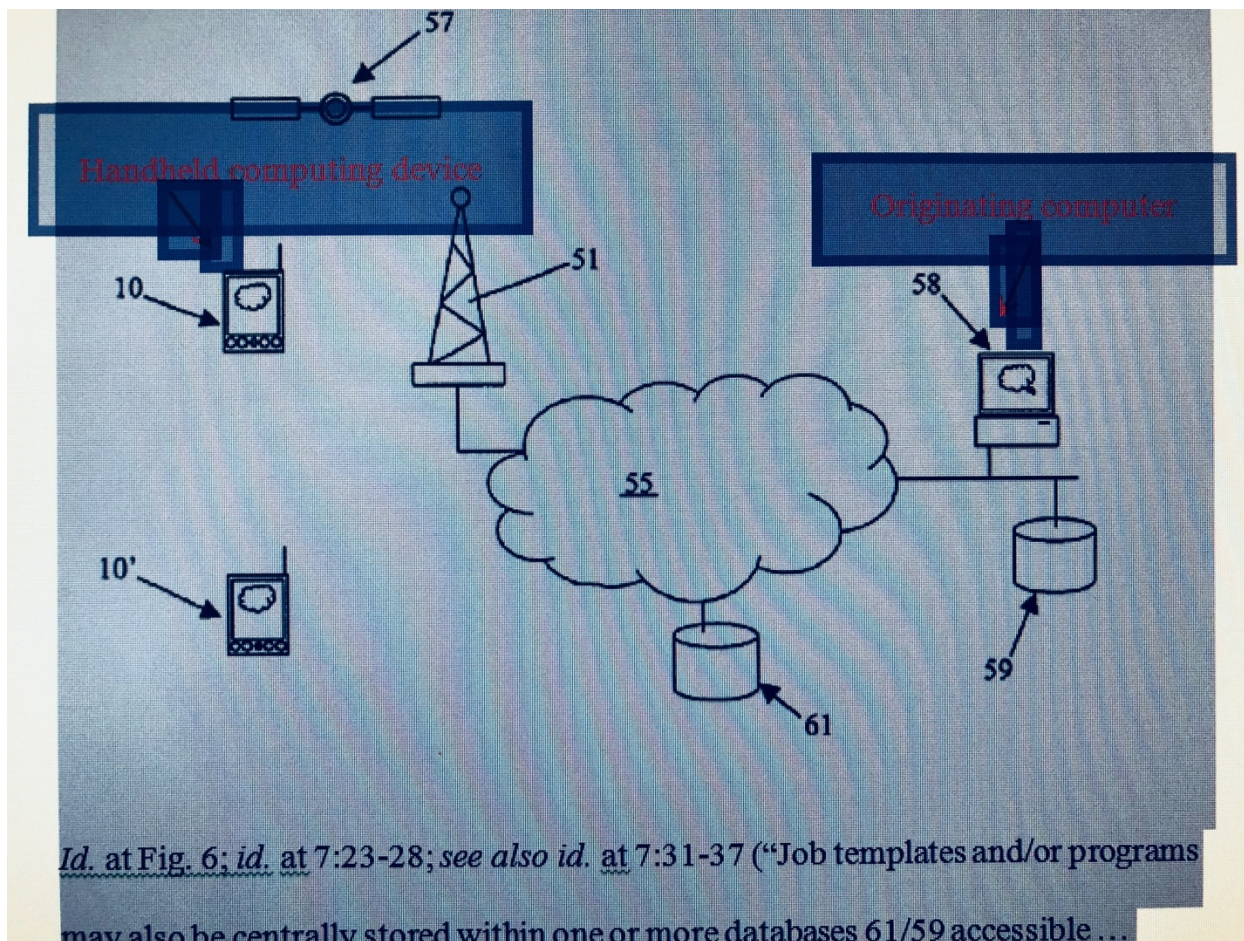 57
Handheld computing device
Originating computer
51
10
58
55
10'
59
61
Id. at Fig. 6; id. at 7:23-28; see also id. at 7:31-37 (“Job templates and/or programs
may also be centrally stored within one or more databases 61/59 accessible …